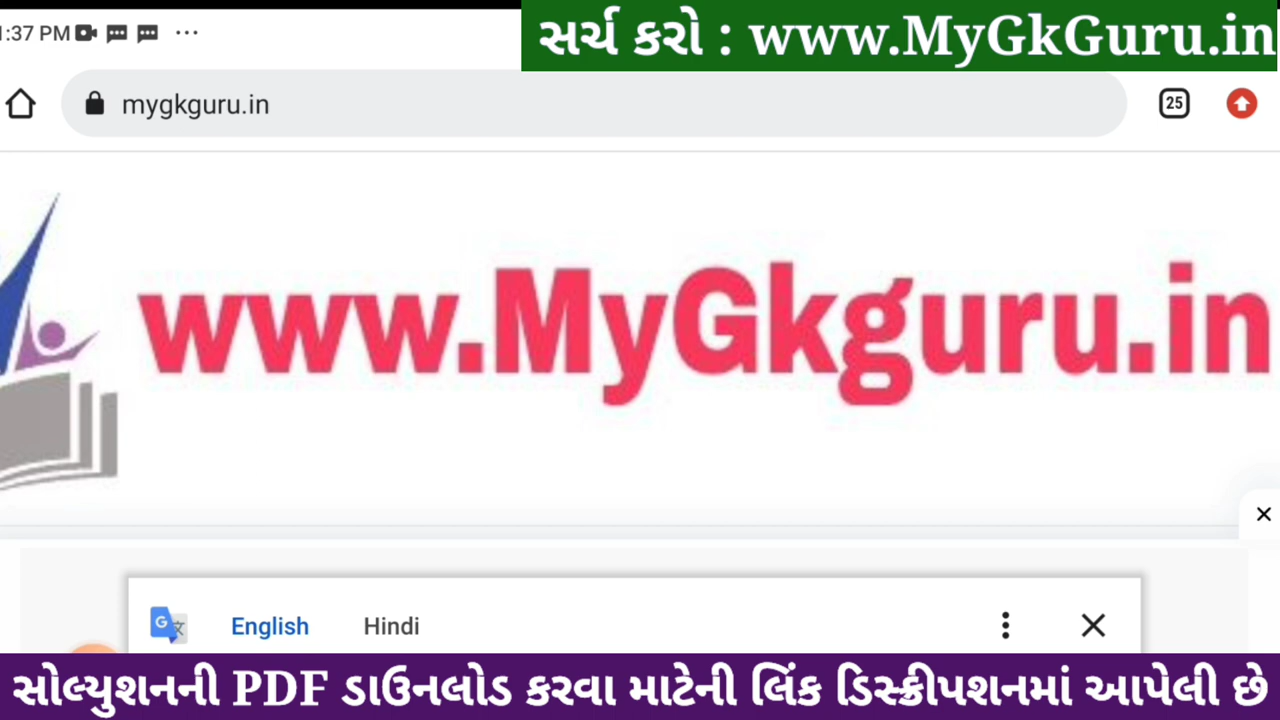 સર્ચ કરો : www.MyGkGuru.in
:37 PM
mygkguru.in
25
www.MyGkguru.in
English Hindi
સોલ્યુશનની PDF ડાઉનલોડ કરવા માટેની લિંક ડિસ્ક્રીપશનમાં આપેલી છે